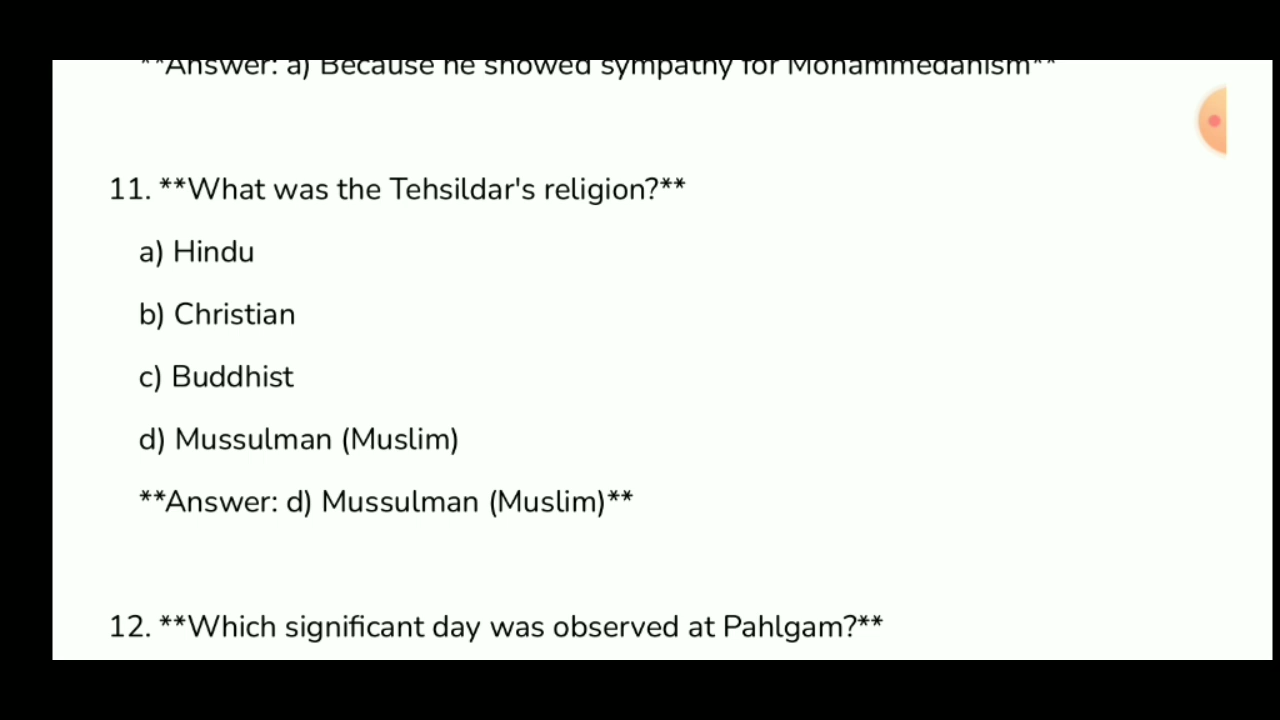 **Answer: a) Because he showed sympathy for Mohammedanism**
11. **What was the Tehsildar's religion?**
a) Hindu
b) Christian
c) Buddhist
d) Mussulman (Muslim)
**Answer: d) Mussulman (Muslim)**
12. **Which significant day was observed at Pahlgam?**